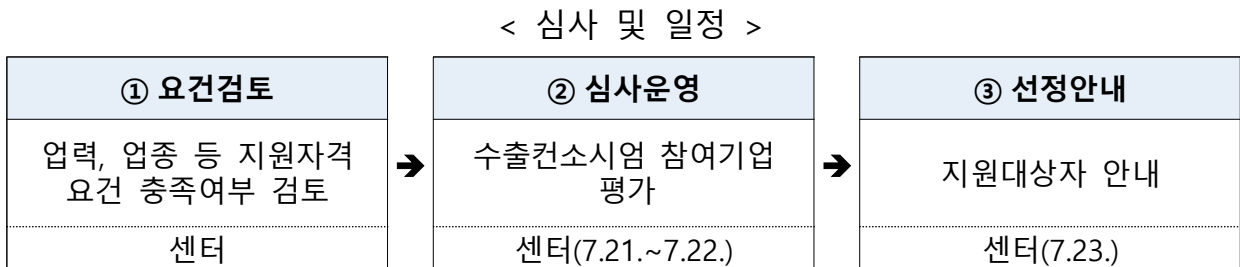 < 심사 및 일정 >
① 요건검토
② 심사운영
③ 선정안내
업력, 업종 등 지원자격
요건 충족여부 검토
➔
수출컨소시엄 참여기업
평가
➔
지원대상자 안내
센터
센터(7.21.~7.22.)
센터(7.23.)